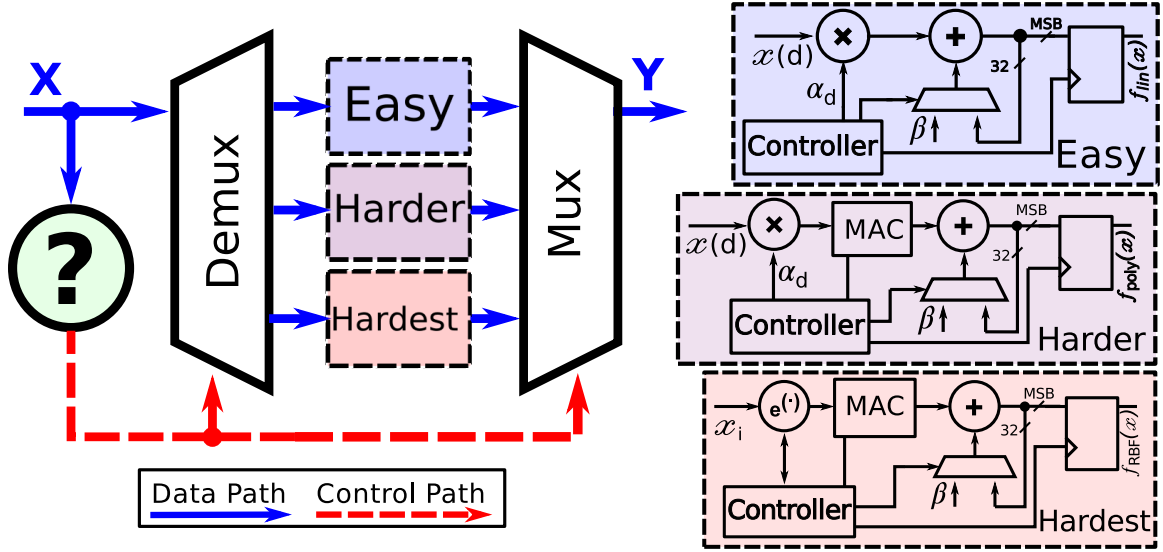 X
?
Demux
Easy
Harder
Hardest
Mux
Y
Data Path
Control Path
x(d)
×
+
MSB
32
α_d
β
Controller
f_lin(x)
Easy
x(d)
×
MAC
+
MSB
32
α_d
β
Controller
f_poly(x)
Harder
x_i
e^(·)
MAC
+
MSB
32
β
Controller
f_RBF(x)
Hardest